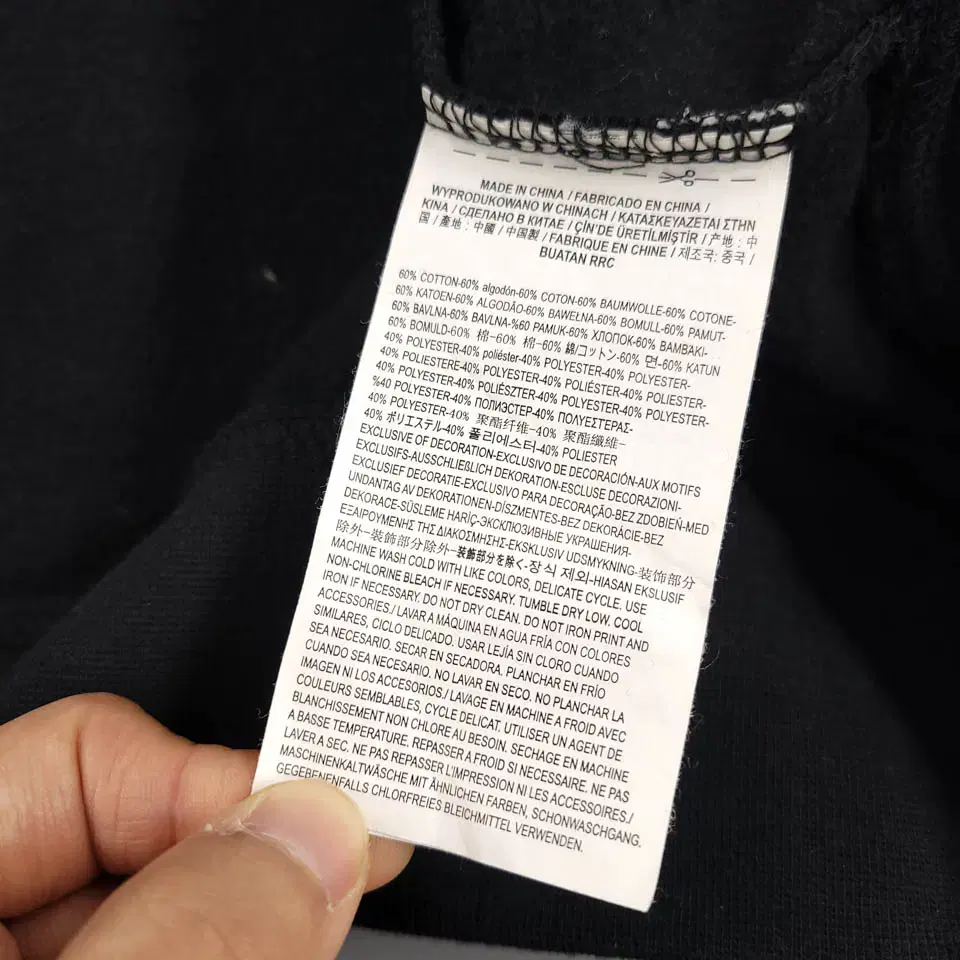 MADE IN CHINA / FABRICADO EN CHINA /
WYPRODUKOWANO W CHINACH / ΚΑΤΑΣΚΕΥΑΖΕΤΑΙ ΣΤΗΝ
ΚΙΝΑ / СДЕЛАНО В КИТАЕ / ÇİN'DE ÜRETİLMİŞTİR / 产地 : 中
国 / 產地 : 中國 / 中国製 / FABRIQUE EN CHINE / 제조국: 중국 /
BUATAN RRC
60% COTTON-60% algodón-60% COTON-60% BAUMWOLLE-60% COTONE-
60% KATOEN-60% ALGODÃO-60% BAWEŁNA-60% BOMULL-60% PAMUT-
60% BAVLNA-60% BAVLNA-%60 PAMUK-60% ХЛОПОК-60% ΒΑΜΒΑΚΙ-
60% BOMULD-60% 棉-60% 棉-60% 綿/コットン-60% 면-60% KATUN
40% POLYESTER-40% poliéster-40% POLYESTER-40% POLYESTER-
40% POLIESTERE-40% POLYESTER-40% POLIÉSTER-40% POLIESTER-
40% POLYESTER-40% POLIÉSZTER-40% POLYESTER-40% POLYESTER-
%40 POLYESTER-40% ПОЛИЭСТЕР-40% ΠΟΛΥΕΣΤΕΡΑΣ-
40% POLYESTER-40% 聚酯纤维-40% 聚酯纖維-
40% ポリエステル-40% 폴리에스터-40% POLIESTER
EXCLUSIVE OF DECORATION-EXCLUSIVO DE DECORACIÓN-AUX MOTIFS
EXCLUSIFS-AUSSCHLIEßLICH DEKORATION-ESCLUSE DECORAZIONI-
EXCLUSIEF DECORATIE-EXCLUSIVO PARA DECORAÇÃO-BEZ ZDOBIEŃ-MED
UNDANTAG AV DEKORATIONEN-DÍSZMENTES-BEZ DEKORÁCIE-BEZ
DEKORACE-SÜSLEME HARİÇ-ЭКСКЛЮЗИВНЫЕ УКРАШЕНИЯ-
ΕΞΑΙΡΟΥΜΕΝΗΣ ΤΗΣ ΔΙΑΚΟΣΜΗΣΗΣ-EKSKLUSIV UDSMYKNING-装饰部分
除外-裝飾部分除外-装飾部分を除く-장식 제외-HIASAN EKSLUSIF
MACHINE WASH COLD WITH LIKE COLORS, DELICATE CYCLE. USE
NON-CHLORINE BLEACH IF NECESSARY. TUMBLE DRY LOW. COOL
IRON IF NECESSARY. DO NOT DRY CLEAN. DO NOT IRON PRINT AND
ACCESSORIES./ LAVAR A MÁQUINA EN AGUA FRÍA CON COLORES
SIMILARES, CICLO DELICADO. USAR LEJÍA SIN CLORO CUANDO
SEA NECESARIO. SECAR EN SECADORA. PLANCHAR EN FRÍO
CUANDO SEA NECESARIO. NO LAVAR EN SECO. NO PLANCHAR LA
IMAGEN NI LOS ACCESORIOS./ LAVAGE EN MACHINE A FROID AVEC
COULEURS SEMBLABLES, CYCLE DELICAT. UTILISER UN AGENT DE
BLANCHISSEMENT NON CHLORE AU BESOIN. SECHAGE EN MACHINE
A BASSE TEMPERATURE. REPASSER A FROID SI NECESSAIRE. NE PAS
LAVER A SEC. NE PAS REPASSER L'IMPRESSION NI LES ACCESSOIRES./
MASCHINENKALTWÄSCHE MIT ÄHNLICHEN FARBEN, SCHONWASCHGANG.
GEGEBENENFALLS CHLORFREIES BLEICHMITTEL VERWENDEN.